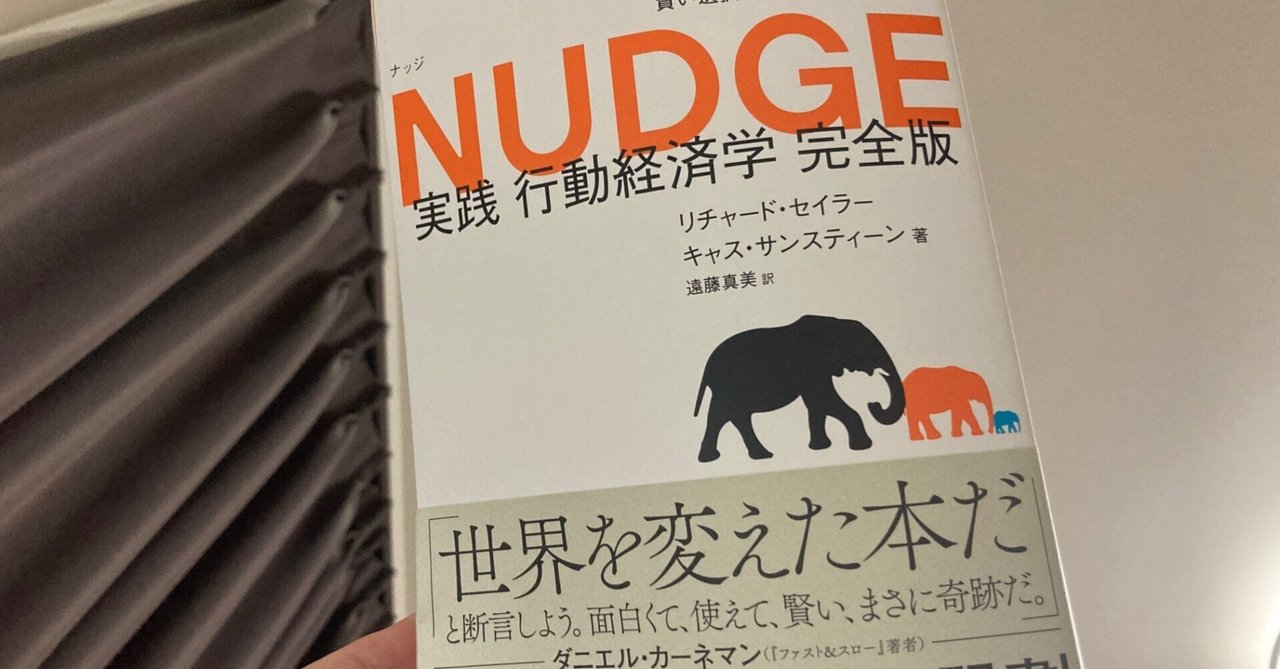 ナッジ
NUDGE
実践 行動経済学 完全版
リチャード・セイラー
キャス・サンスティーン 著
遠藤真美 訳
「世界を変えた本だ」
と断言しよう。面白くて、使えて、賢い、まさに奇跡だ。
ダニエル・カーネマン(『ファスト&スロー』著者)